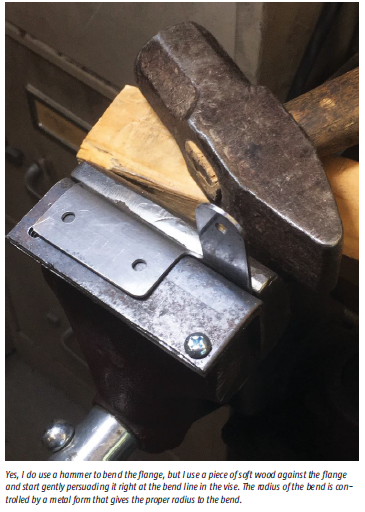 Yes, I do use a hammer to bend the flange, but I use a piece of soft wood against the flange
and start gently persuading it right at the bend line in the vise. The radius of the bend is con-
trolled by a metal form that gives the proper radius to the bend.